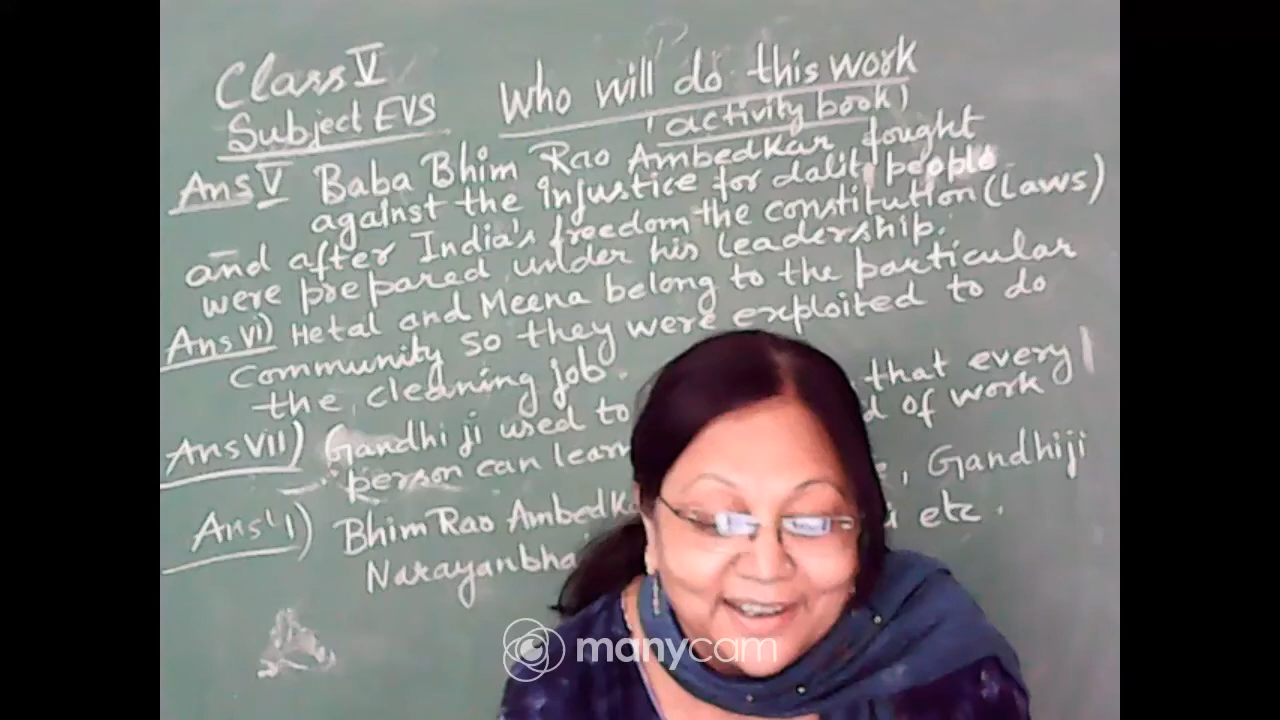 Class V
Subject EVS
Who will do this work
(activity book)
Ans V Baba Bhim Rao Ambedkar fought
against the injustice for dalit people
and after India's freedom the constitution (Laws)
were prepared under his leadership.
Ans VI) Hetal and Meena belong to the particular
community so they were exploited to do
the cleaning job.
Ans VII) Gandhi ji used to that every
person can learn of work
Ans' 1) Bhim Rao Ambedka , Gandhiji
Narayanbha etc.
manycam